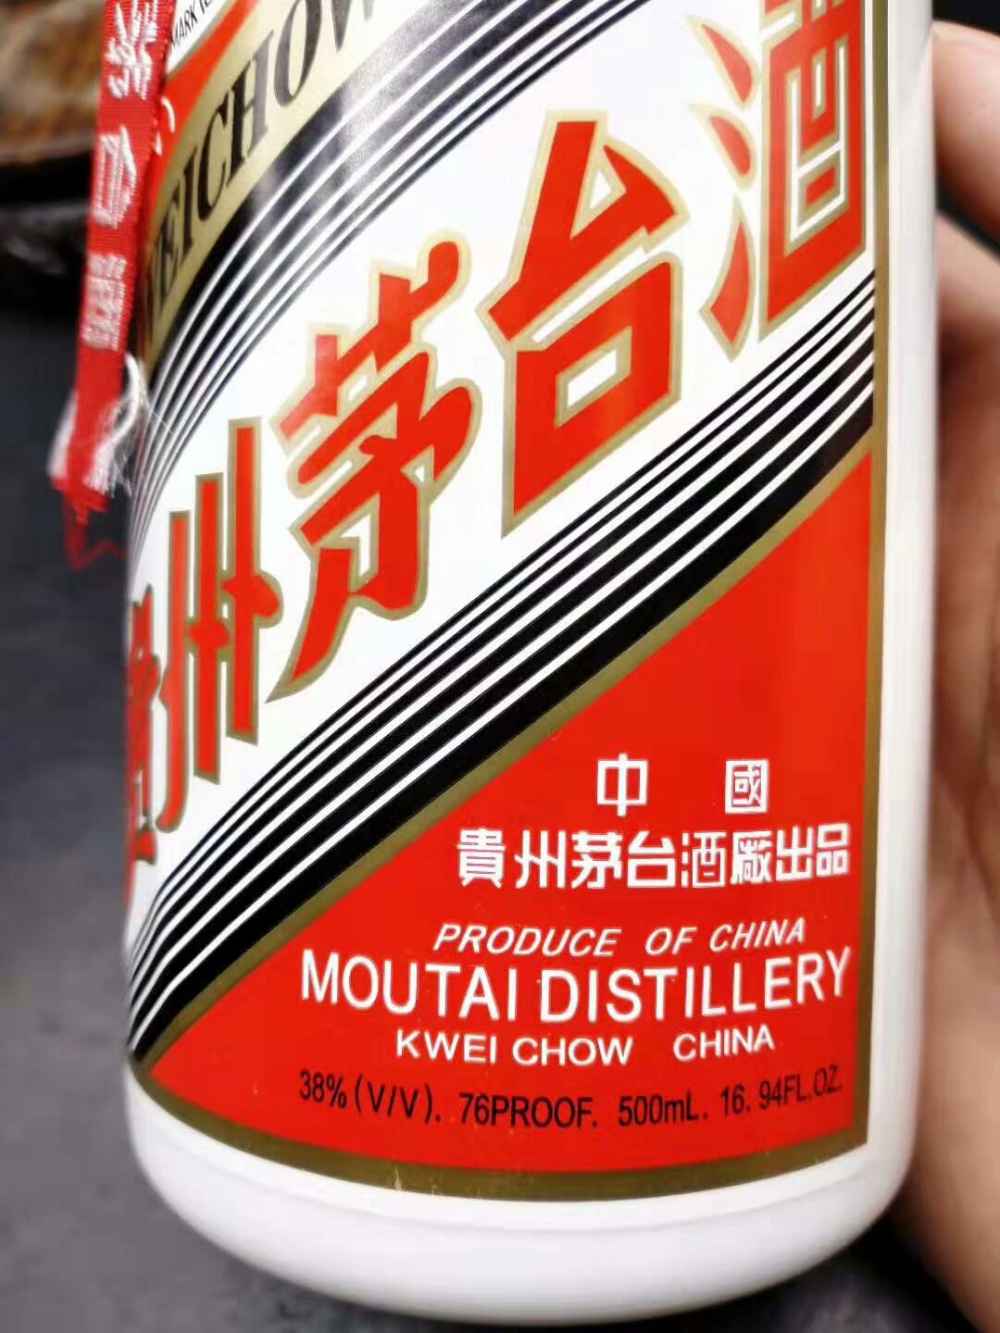 貴州茅台酒
中 國
貴州茅台酒廠出品
PRODUCE OF CHINA
MOUTAI DISTILLERY
KWEI CHOW CHINA
38% (V/V). 76PROOF. 500mL. 16. 94FL.OZ.